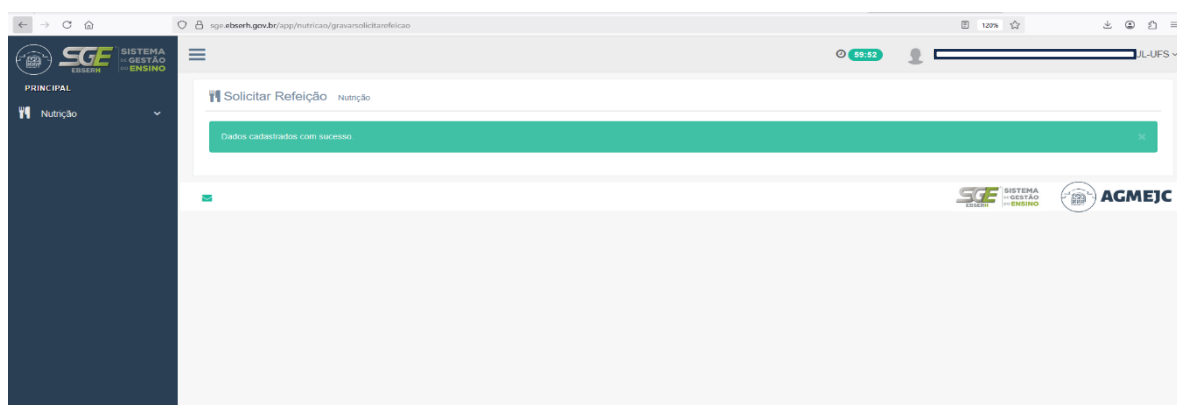 sge.ebserh.gov.br/app/nutricao/gravarsolicitarefeicao
120%
SGE
EBSERH
SISTEMA
DE GESTÃO
DO ENSINO
59:52
UL-UFS
PRINCIPAL
Nutrição
Solicitar Refeição Nutrição
Dados cadastrados com sucesso
SGE
EBSERH
SISTEMA
DE GESTÃO
DO ENSINO
AGMEJC